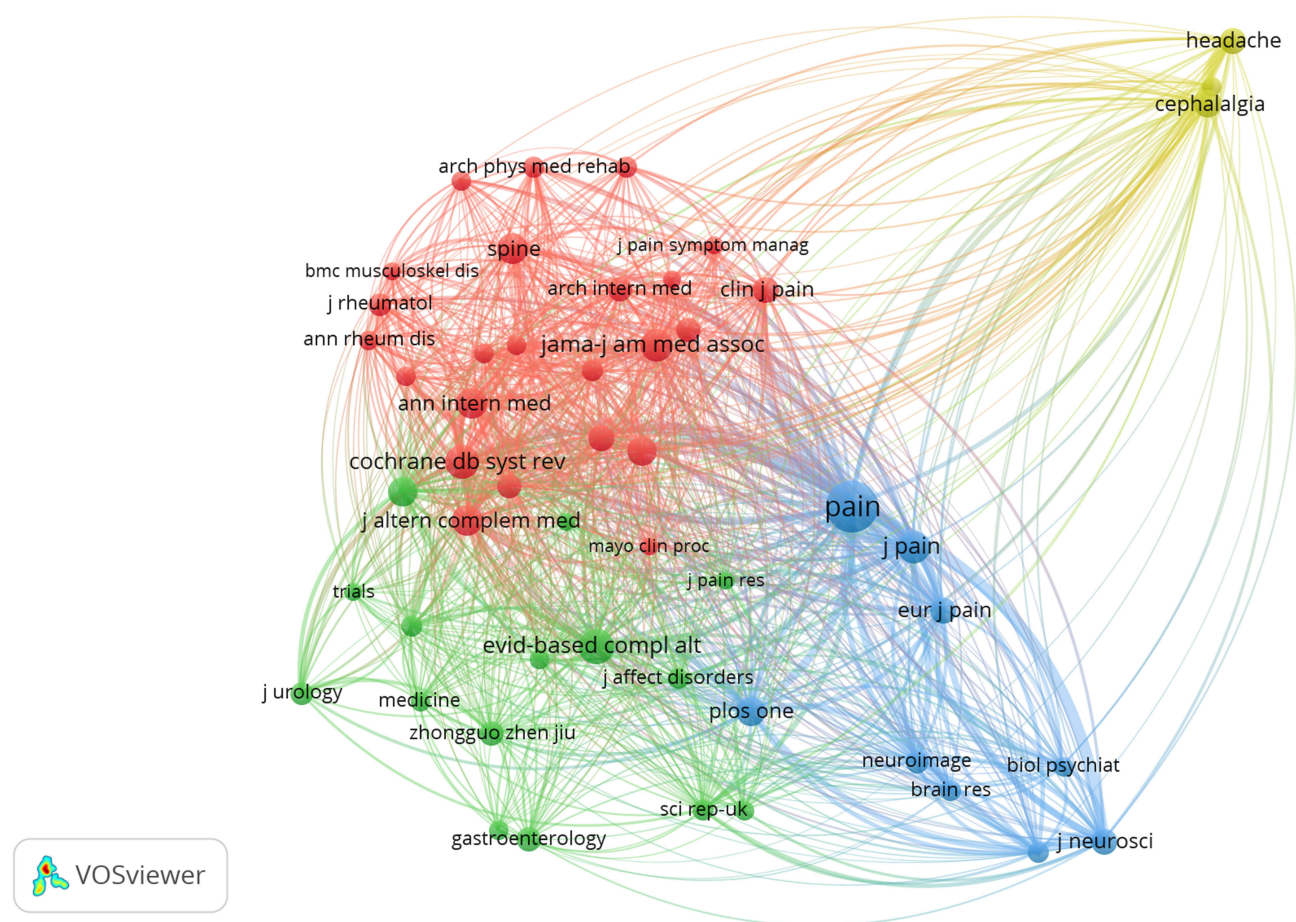 headache
cephalalgia
arch phys med rehab
spine
j pain symptom manag
bmc musculoskel dis
arch intern med
clin j pain
j rheumatol
ann rheum dis
jama-j am med assoc
ann intern med
cochrane db syst rev
pain
j altern complem med
mayo clin proc
j pain
j pain res
trials
eur j pain
evid-based compl alt
j affect disorders
j urology
medicine
plos one
zhongguo zhen jiu
neuroimage
biol psychiat
brain res
sci rep-uk
gastroenterology
j neurosci
VOSviewer